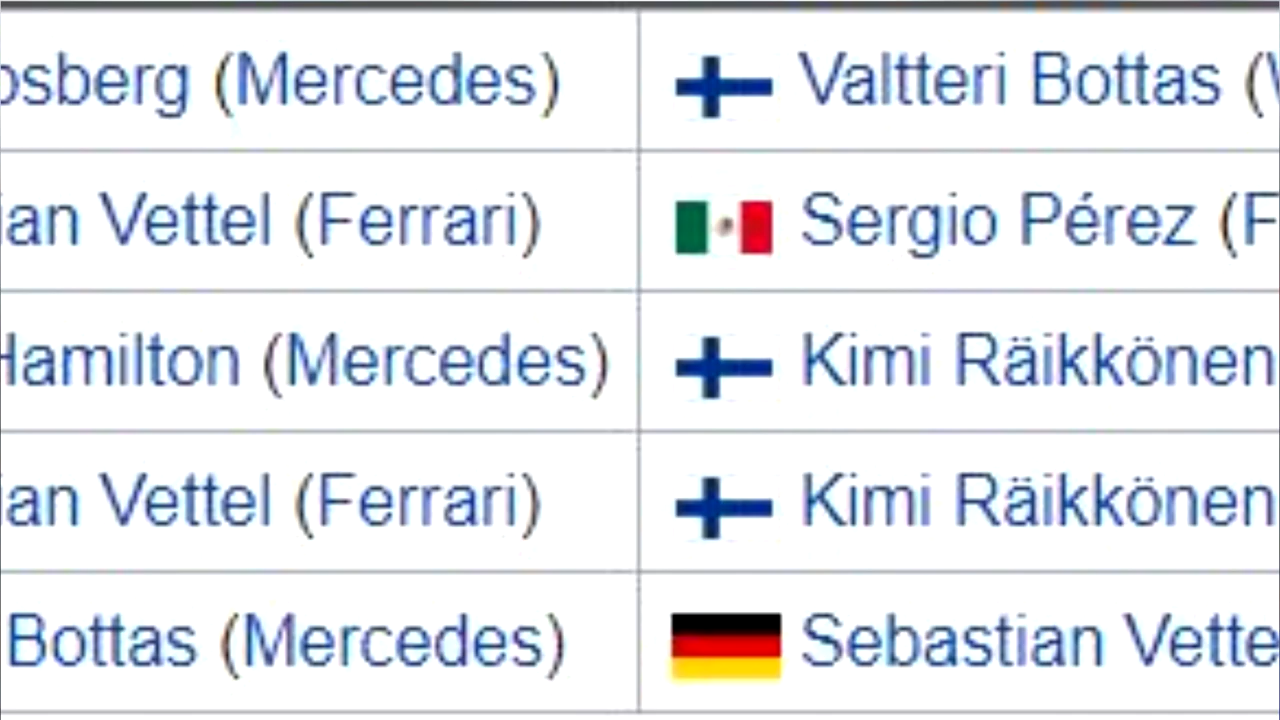 osberg (Mercedes) Valtteri Bottas (
ian Vettel (Ferrari) Sergio Pérez (F
Hamilton (Mercedes) Kimi Räikkönen
ian Vettel (Ferrari) Kimi Räikkönen
Bottas (Mercedes) Sebastian Vette